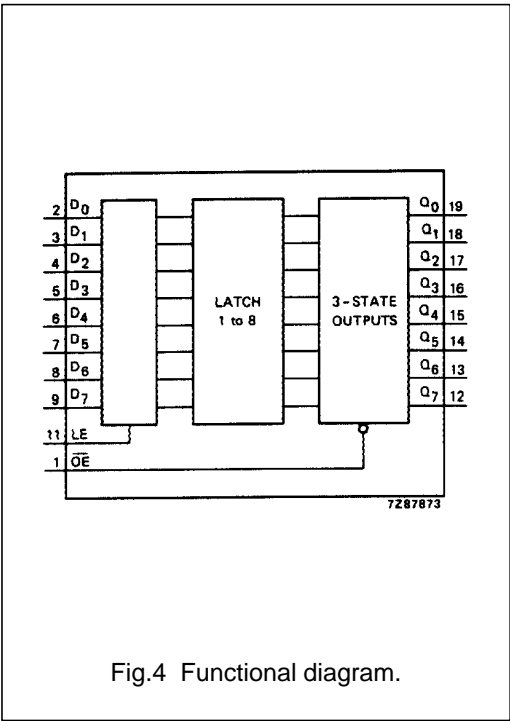 2 D0
3 D1
4 D2
5 D3
6 D4
7 D5
8 D6
9 D7
11 LE
1 OE
LATCH
1 to 8
3-STATE
OUTPUTS
Q0 19
Q1 18
Q2 17
Q3 16
Q4 15
Q5 14
Q6 13
Q7 12
7Z87873
Fig.4 Functional diagram.